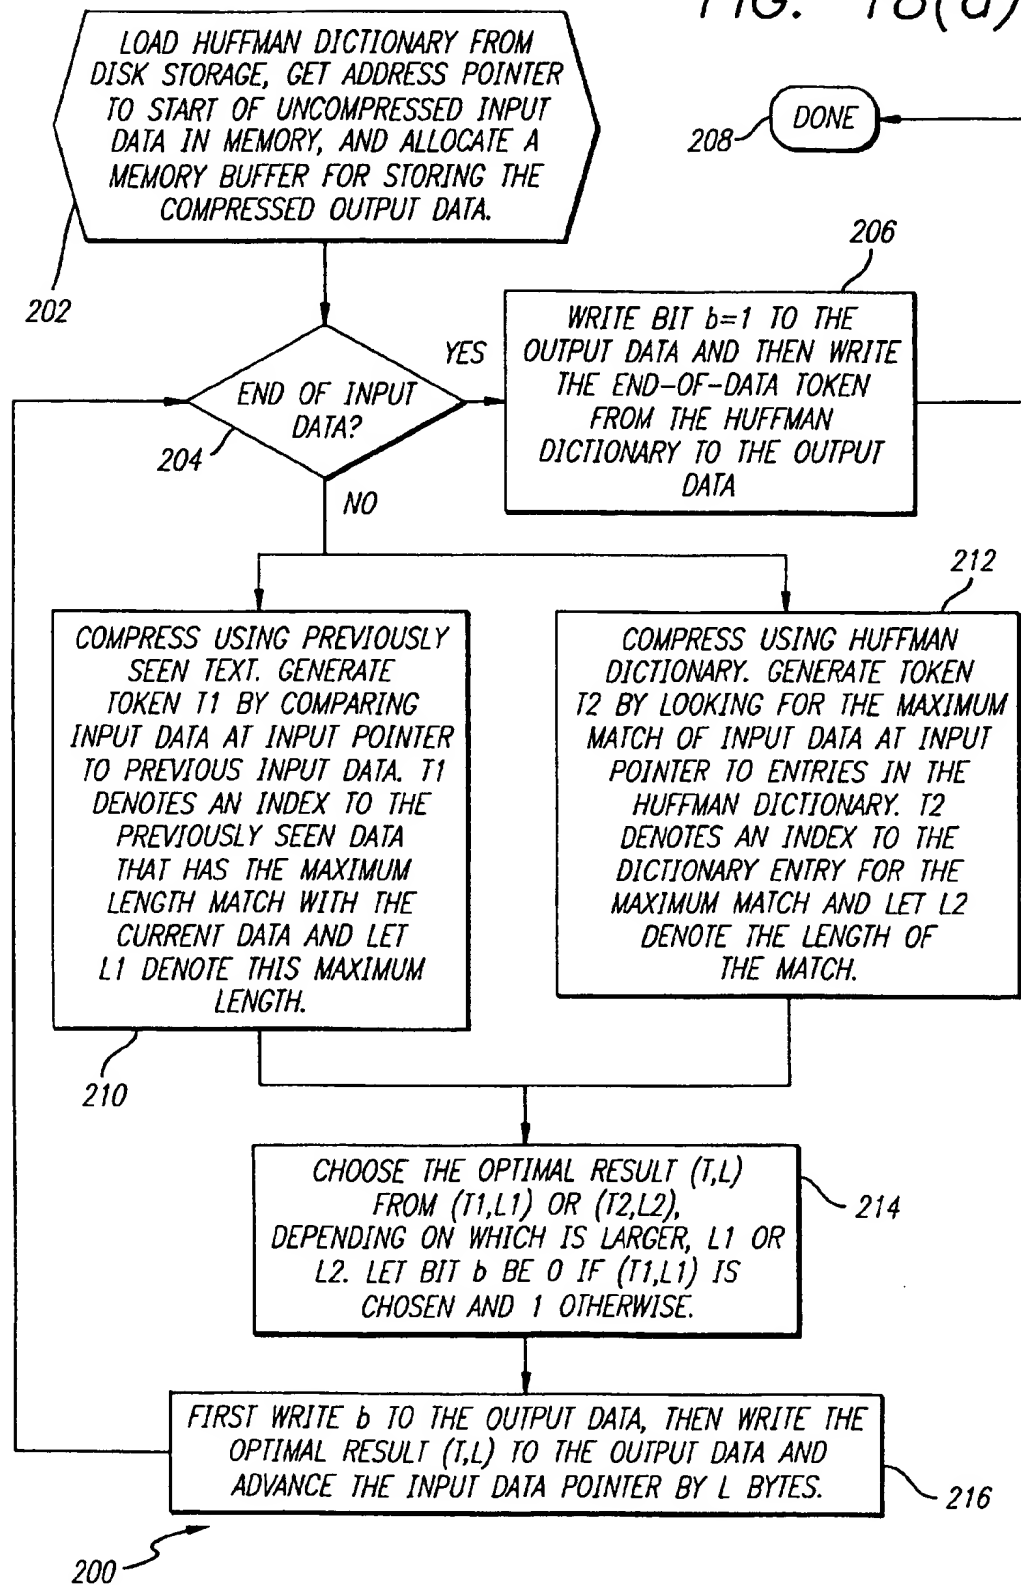 FIG. 18(a)
LOAD HUFFMAN DICTIONARY FROM
DISK STORAGE, GET ADDRESS POINTER
TO START OF UNCOMPRESSED INPUT
DATA IN MEMORY, AND ALLOCATE A
MEMORY BUFFER FOR STORING THE
COMPRESSED OUTPUT DATA.
202
DONE
208
END OF INPUT
DATA?
204
YES
NO
206
WRITE BIT b=1 TO THE
OUTPUT DATA AND THEN WRITE
THE END-OF-DATA TOKEN
FROM THE HUFFMAN
DICTIONARY TO THE OUTPUT
DATA
COMPRESS USING PREVIOUSLY
SEEN TEXT. GENERATE
TOKEN T1 BY COMPARING
INPUT DATA AT INPUT POINTER
TO PREVIOUS INPUT DATA. T1
DENOTES AN INDEX TO THE
PREVIOUSLY SEEN DATA
THAT HAS THE MAXIMUM
LENGTH MATCH WITH THE
CURRENT DATA AND LET
L1 DENOTE THIS MAXIMUM
LENGTH.
210
212
COMPRESS USING HUFFMAN
DICTIONARY. GENERATE TOKEN
T2 BY LOOKING FOR THE MAXIMUM
MATCH OF INPUT DATA AT INPUT
POINTER TO ENTRIES IN THE
HUFFMAN DICTIONARY. T2
DENOTES AN INDEX TO THE
DICTIONARY ENTRY FOR THE
MAXIMUM MATCH AND LET L2
DENOTE THE LENGTH OF
THE MATCH.
CHOOSE THE OPTIMAL RESULT (T,L)
FROM (T1,L1) OR (T2,L2),
DEPENDING ON WHICH IS LARGER, L1 OR
L2. LET BIT b BE 0 IF (T1,L1) IS
CHOSEN AND 1 OTHERWISE.
214
FIRST WRITE b TO THE OUTPUT DATA, THEN WRITE THE
OPTIMAL RESULT (T,L) TO THE OUTPUT DATA AND
ADVANCE THE INPUT DATA POINTER BY L BYTES.
216
200